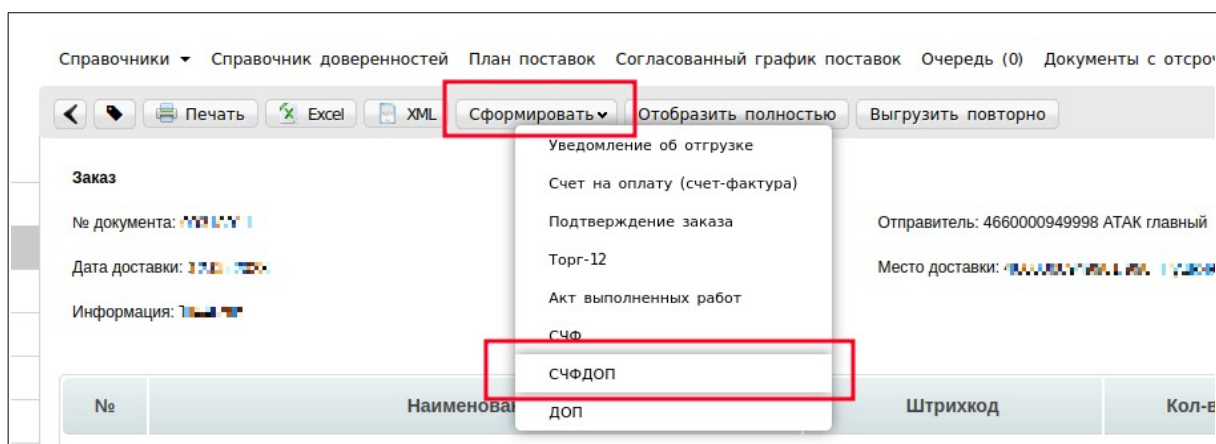 Справочники Справочник доверенностей План поставок Согласованный график поставок Очередь (0) Документы с отсроч
Печать Excel XML Сформировать Отобразить полностью Выгрузить повторно
Уведомление об отгрузке
Заказ
Счет на оплату (счет-фактура)
№ документа:
Подтверждение заказа
Отправитель: 4660000949998 АТАК главный
Торг-12
Дата доставки:
Место доставки:
Акт выполненных работ
Информация:
СЧФ
СЧФДОП
№ Наименован Штрихкод Кол-в
ДОП